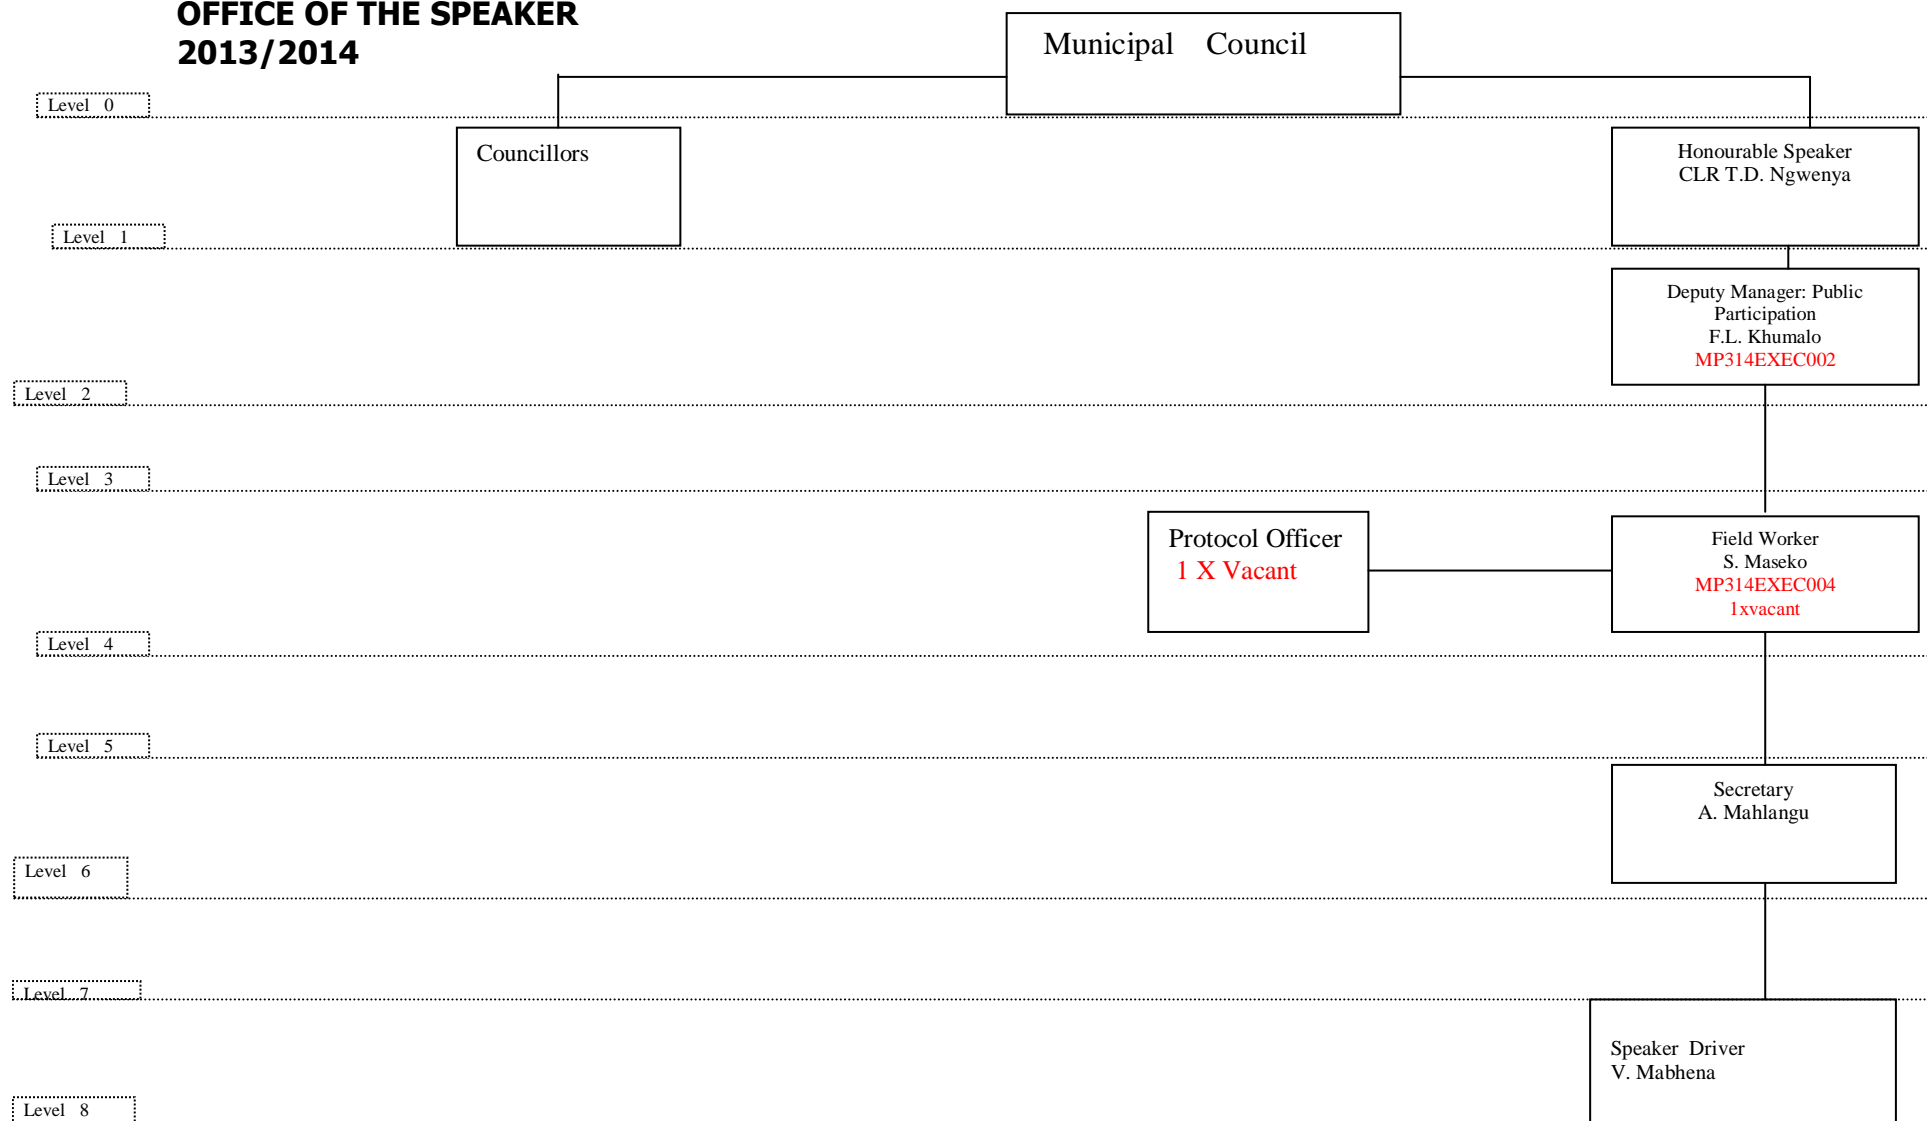 OFFICE OF THE SPEAKER
2013/2014
Municipal Council
Level 0
Councillors
Honourable Speaker
CLR T.D. Ngwenya
Level 1
Deputy Manager: Public
Participation
F.L. Khumalo
MP314EXEC002
Level 2
Level 3
Protocol Officer
1 X Vacant
Field Worker
S. Maseko
MP314EXEC004
1xvacant
Level 4
Level 5
Secretary
A. Mahlangu
Level 6
Level 7
Speaker Driver
V. Mabhena
Level 8